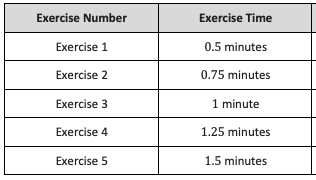 Exercise Number Exercise Time
Exercise 1 0.5 minutes
Exercise 2 0.75 minutes
Exercise 3 1 minute
Exercise 4 1.25 minutes
Exercise 5 1.5 minutes